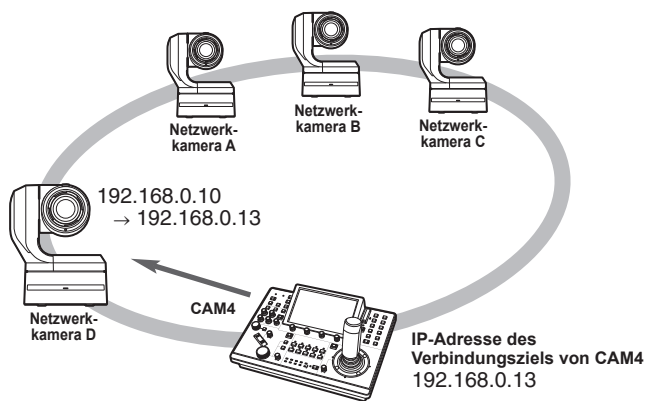 Netzwerk-
kamera A
Netzwerk-
kamera B
Netzwerk-
kamera C
192.168.0.10
→ 192.168.0.13
Netzwerk-
kamera D
CAM4
IP-Adresse des
Verbindungsziels von CAM4
192.168.0.13